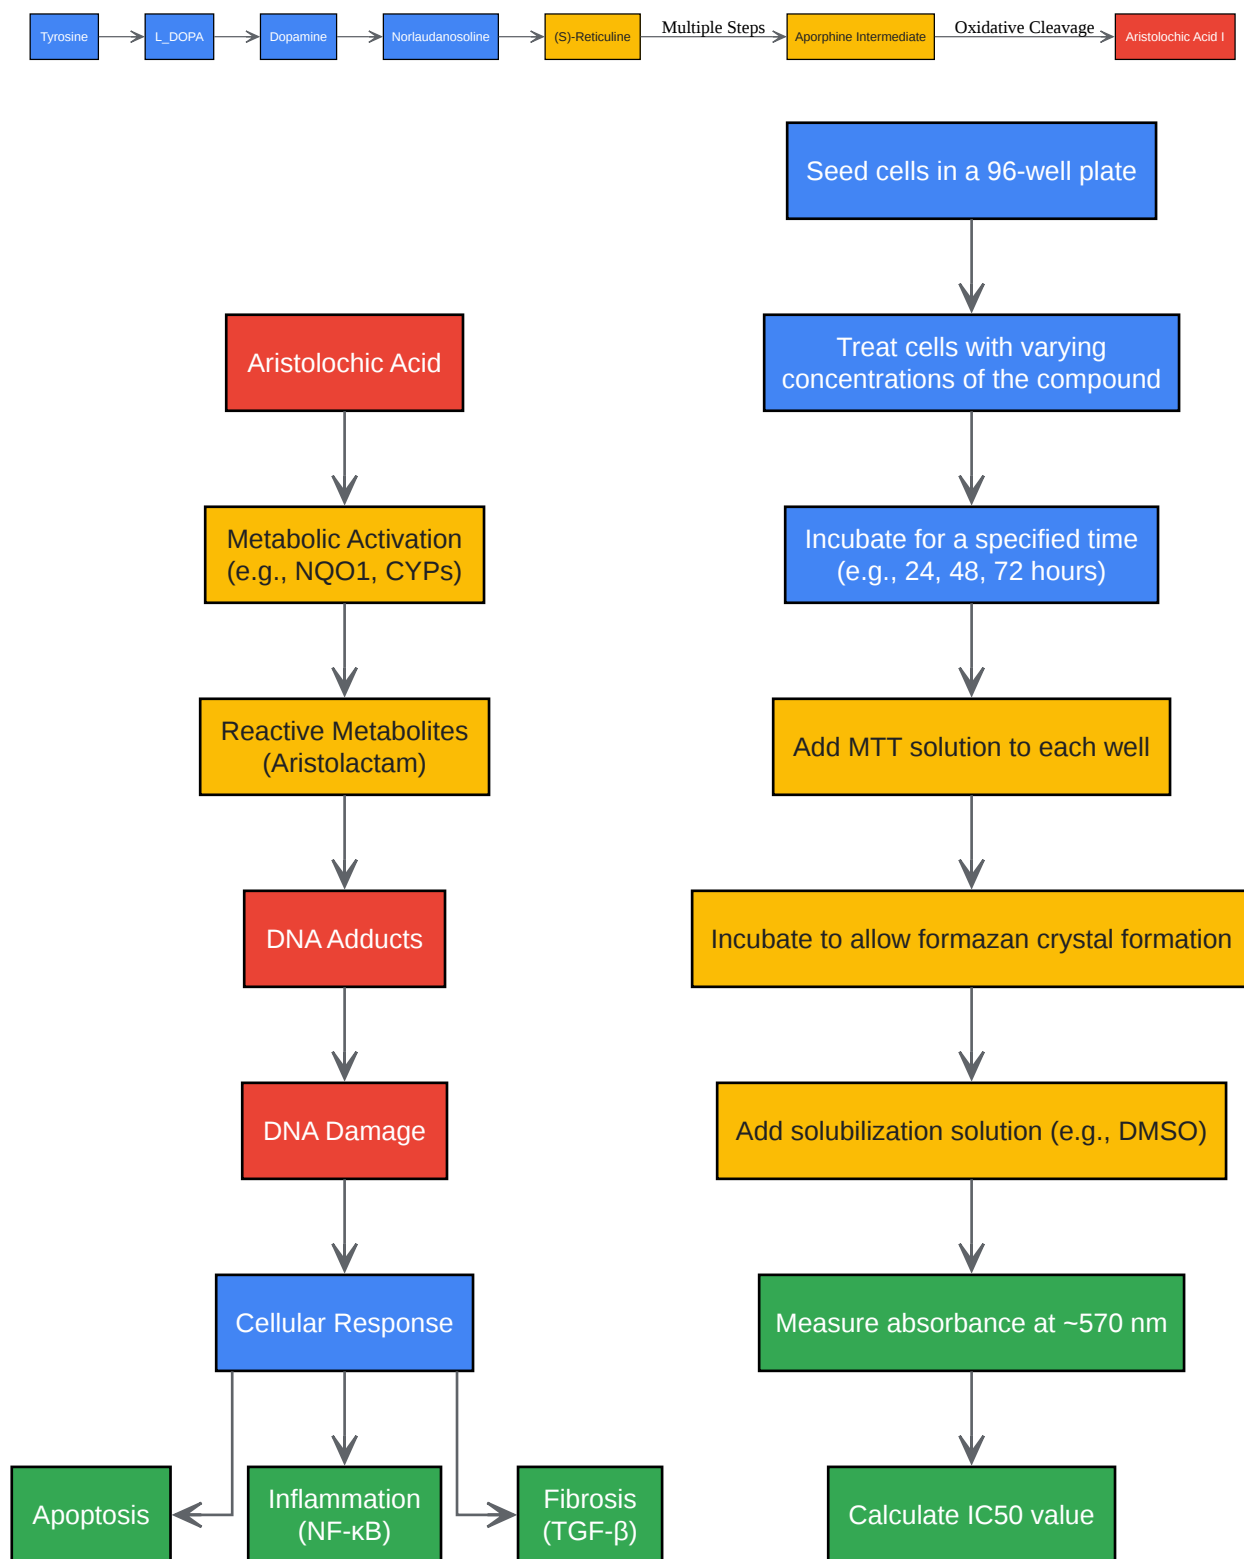 Tyrosine
L_DOPA
Dopamine
Norlaudanosoline
(S)-Reticuline
Multiple Steps
Aporphine Intermediate
Oxidative Cleavage
Aristolochic Acid I
Aristolochic Acid
Metabolic Activation
(e.g., NQO1, CYPs)
Reactive Metabolites
(Aristolactam)
DNA Adducts
DNA Damage
Cellular Response
Apoptosis
Inflammation
(NF-κB)
Fibrosis
(TGF-β)
Seed cells in a 96-well plate
Treat cells with varying
concentrations of the compound
Incubate for a specified time
(e.g., 24, 48, 72 hours)
Add MTT solution to each well
Incubate to allow formazan crystal formation
Add solubilization solution (e.g., DMSO)
Measure absorbance at ~570 nm
Calculate IC50 value